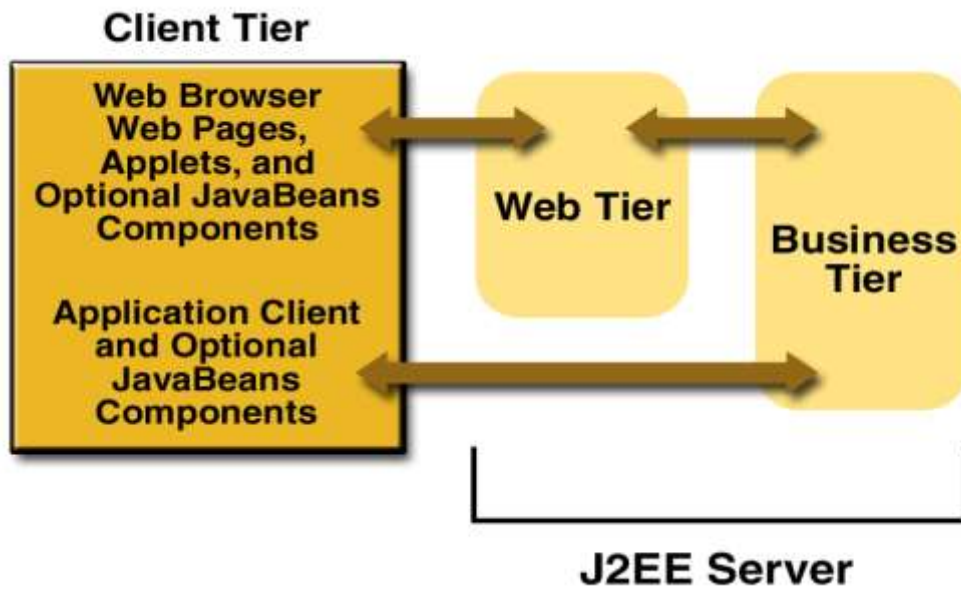 Client Tier
Web Browser
Web Pages,
Applets, and
Optional JavaBeans
Components
Application Client
and Optional
JavaBeans
Components
Web Tier
Business
Tier
J2EE Server